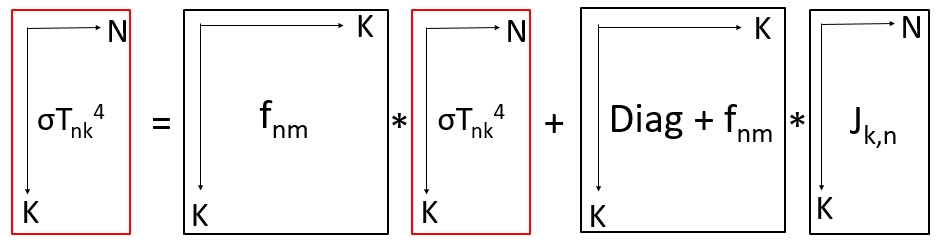 N K N K N
σTnk4 = fnm * σTnk4 + Diag + fnm * Jk,n
K K K K K